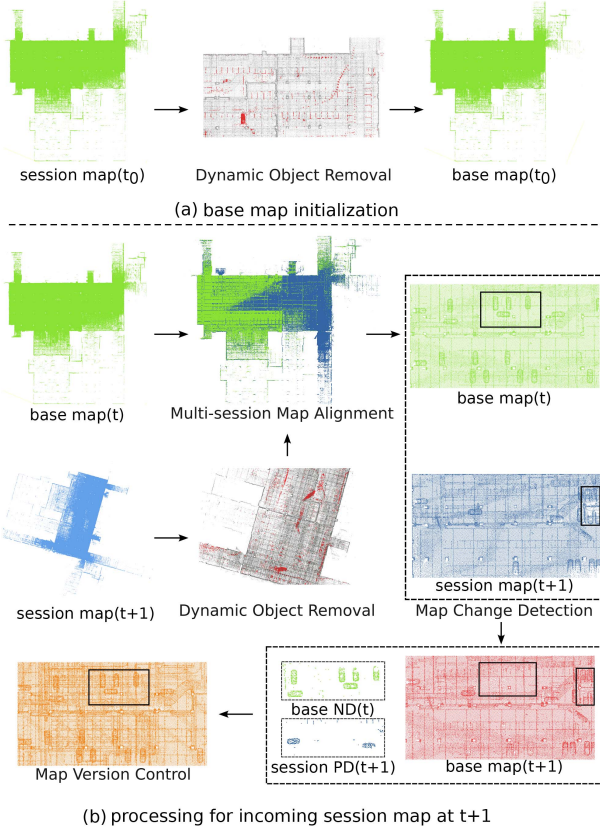 session map(t0)
Dynamic Object Removal
base map(t0)
(a) base map initialization
base map(t)
Multi-session Map Alignment
base map(t)
session map(t+1)
session map(t+1)
Dynamic Object Removal
Map Change Detection
base ND(t)
session PD(t+1)
base map(t+1)
Map Version Control
(b) processing for incoming session map at t+1